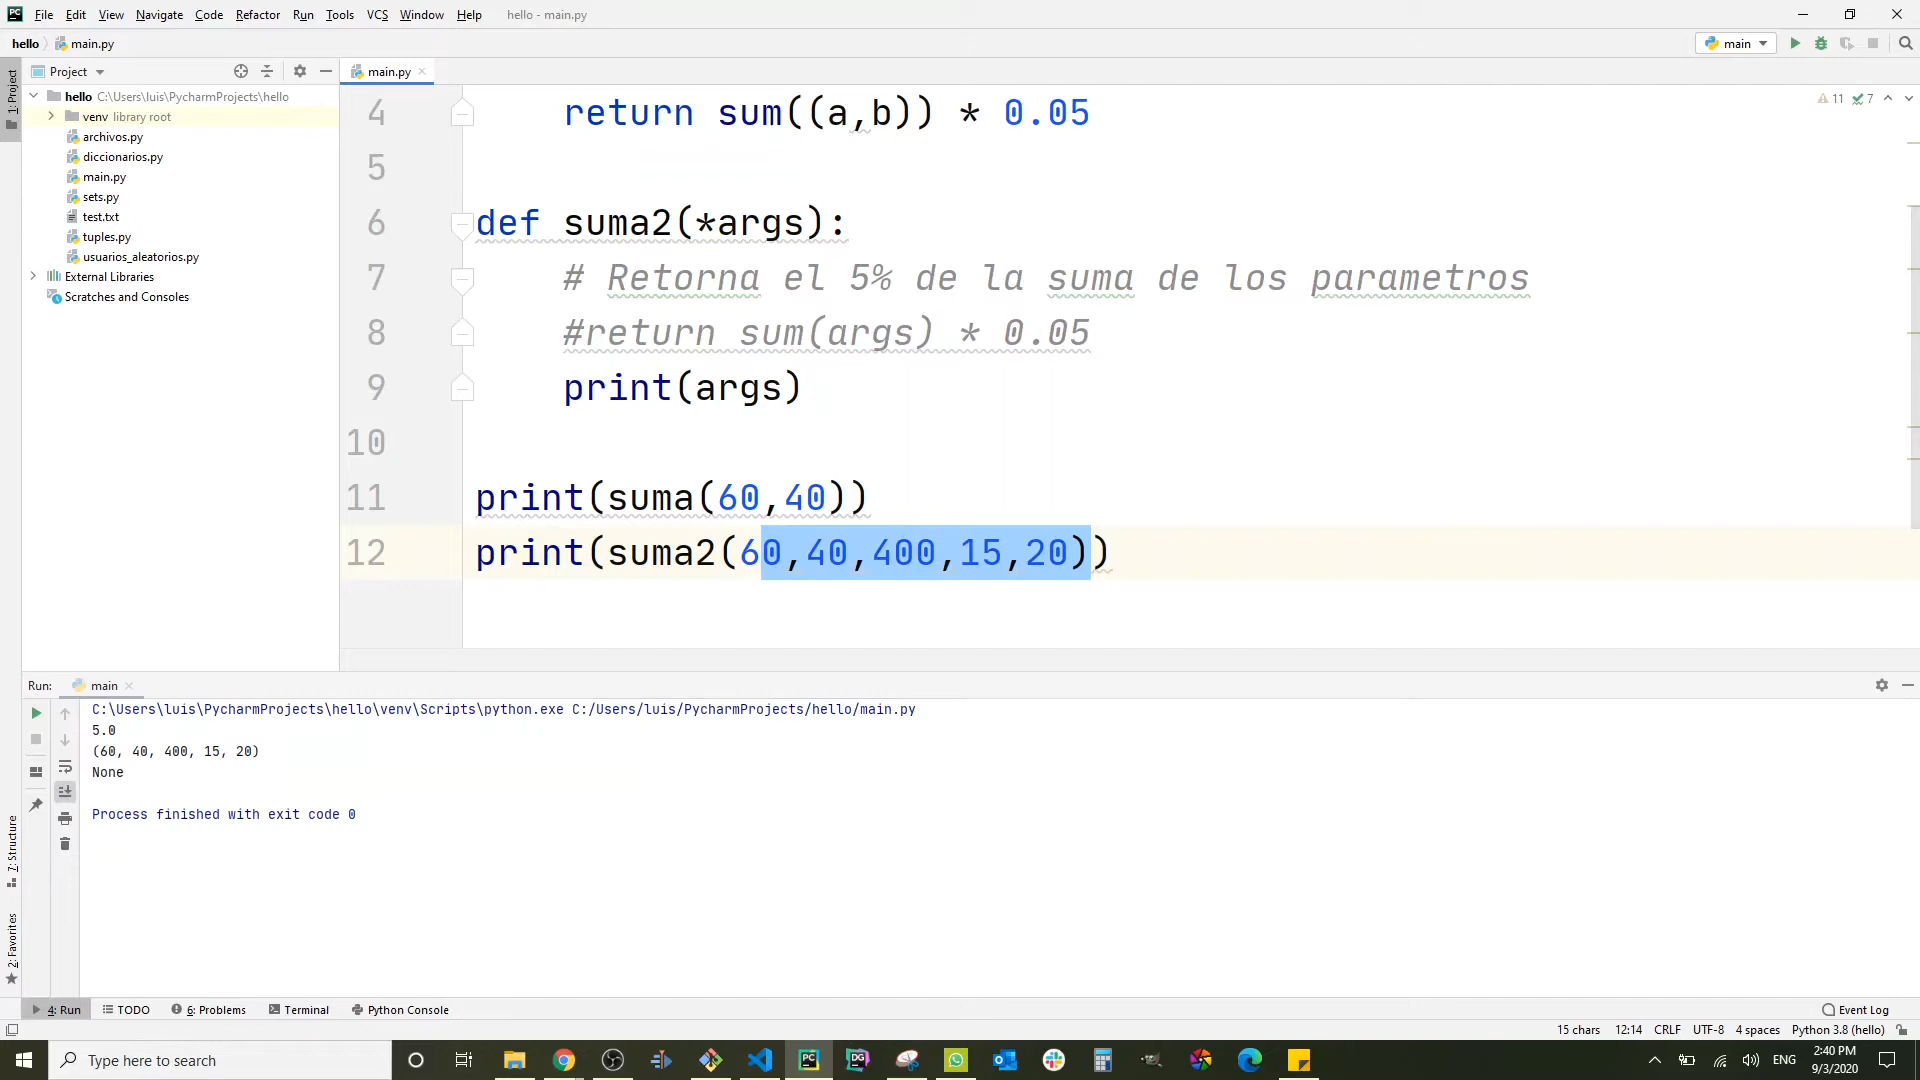 File Edit View Navigate Code Refactor Run Tools VCS Window Help hello - main.py
hello main.py
main
Project
main.py
1: Project
hello C:\Users\luis\PycharmProjects\hello
venv library root
archivos.py
diccionarios.py
main.py
sets.py
test.txt
tuples.py
usuarios_aleatorios.py
External Libraries
Scratches and Consoles
11 7
4 return sum((a,b)) * 0.05
5
6 def suma2(*args):
7 # Retorna el 5% de la suma de los parametros
8 #return sum(args) * 0.05
9 print(args)
10
11 print(suma(60,40))
12 print(suma2(60,40,400,15,20))
Run: main
C:\Users\luis\PycharmProjects\hello\venv\Scripts\python.exe C:/Users/luis/PycharmProjects/hello/main.py
5.0
(60, 40, 400, 15, 20)
None
Process finished with exit code 0
7: Structure
2: Favorites
4: Run TODO 6: Problems Terminal Python Console Event Log
15 chars 12:14 CRLF UTF-8 4 spaces Python 3.8 (hello)
Type here to search
ENG
2:40 PM
9/3/2020